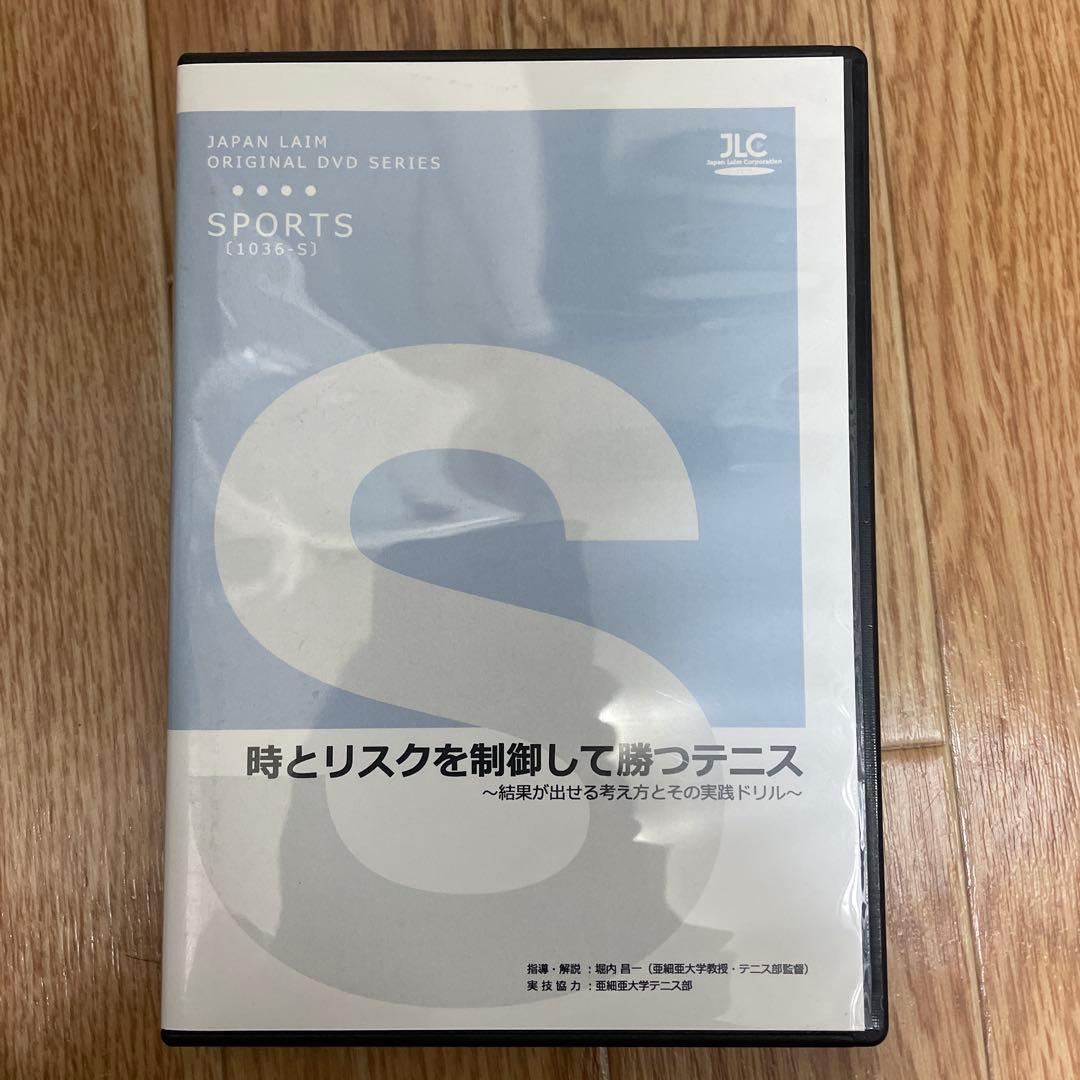 JAPAN LAIM
ORIGINAL DVD SERIES
SPORTS
〔1036-S〕
JLC
Japan Laim Corporation
S
時とリスクを制御して勝つテニス
〜結果が出せる考え方とその実践ドリル〜
指導・解説：堀内 昌一（亜細亜大学教授・テニス部監督）
実技協力：亜細亜大学テニス部